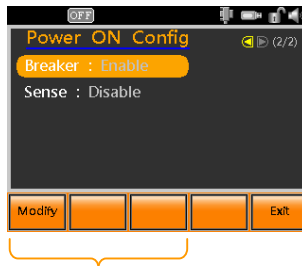 OFF
Power ON Config (2/2)
Breaker : Enable
Sense : Disable
Modify Exit